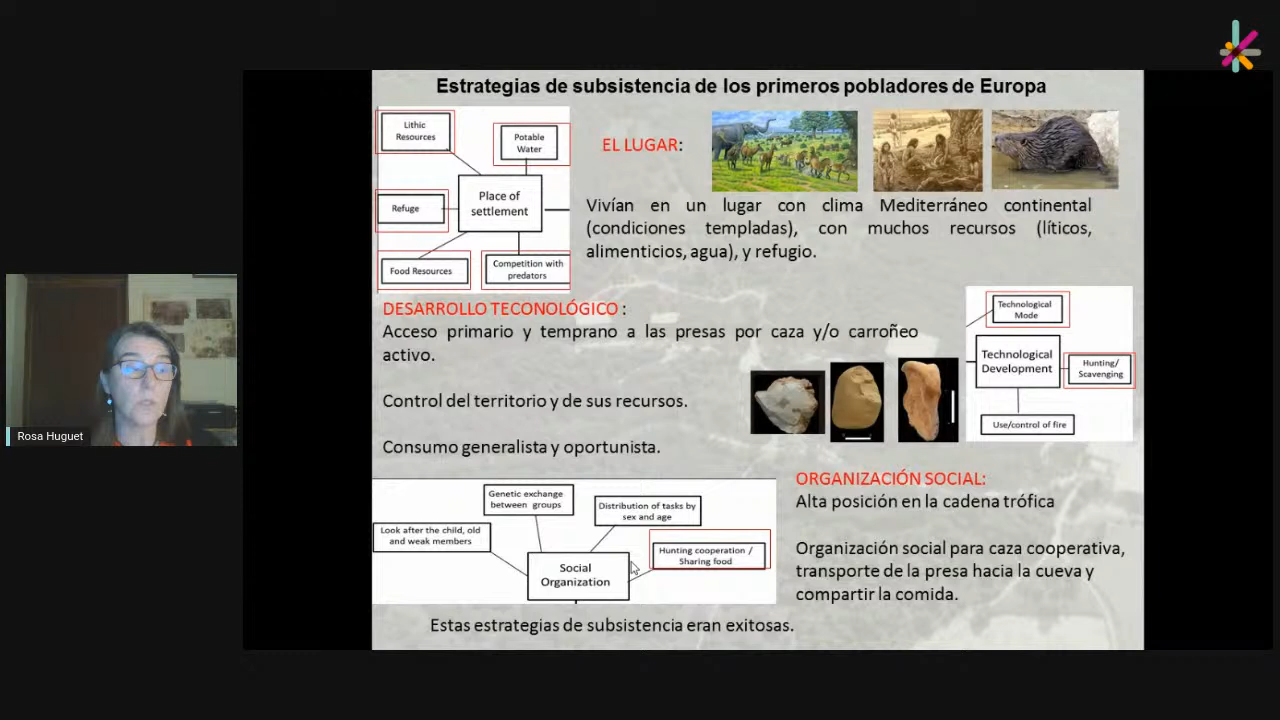 Estrategias de subsistencia de los primeros pobladores de Europa
Lithic
Resources
Potable
Water
Refuge
Place of
settlement
Food Resources
Competition with
predators
EL LUGAR:
Vivían en un lugar con clima Mediterráneo continental
(condiciones templadas), con muchos recursos (líticos,
alimenticios, agua), y refugio.
DESARROLLO TECONOLÓGICO :
Acceso primario y temprano a las presas por caza y/o carroñeo
activo.
Control del territorio y de sus recursos.
Consumo generalista y oportunista.
Technological
Mode
Technological
Development
Hunting/
Scavenging
Use/control of fire
Rosa Huguet
Genetic exchange
between groups
Distribution of tasks by
sex and age
Look after the child, old
and weak members
Hunting cooperation /
Sharing food
Social
Organization
ORGANIZACIÓN SOCIAL:
Alta posición en la cadena trófica
Organización social para caza cooperativa,
transporte de la presa hacia la cueva y
compartir la comida.
Estas estrategias de subsistencia eran exitosas.